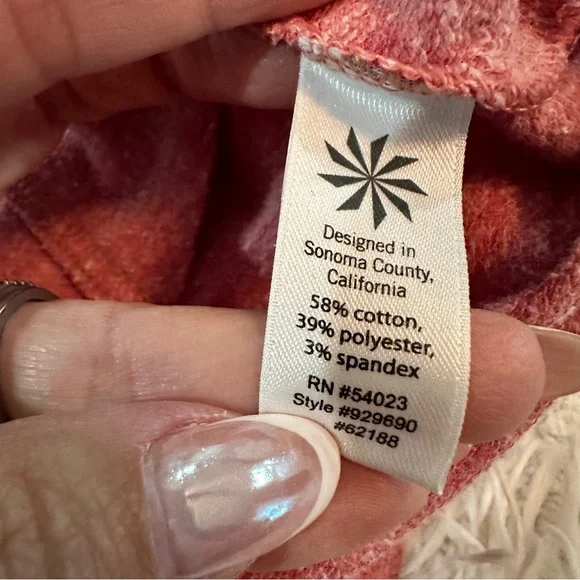 Designed in
Sonoma County,
California
58% cotton,
39% polyester,
3% spandex
RN #54023
Style #929690
#62188